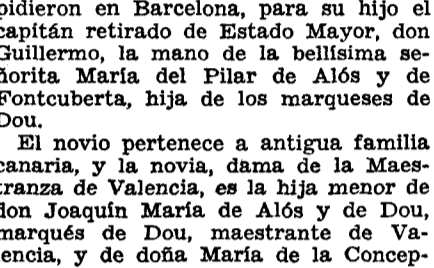 pidieron en Barcelona, para su hijo el
capitán retirado de Estado Mayor, don
Guillermo, la mano de la bellísima se-
ñorita María del Pilar de Alós y de
Fontcuberta, hija de los marqueses de
Dou.
El novio pertenece a antigua familia
canaria, y la novia, dama de la Maes-
tranza de Valencia, es la hija menor de
don Joaquín María de Alós y de Dou,
marqués de Dou, maestrante de Va-
lencia, y de doña María de la Concep-